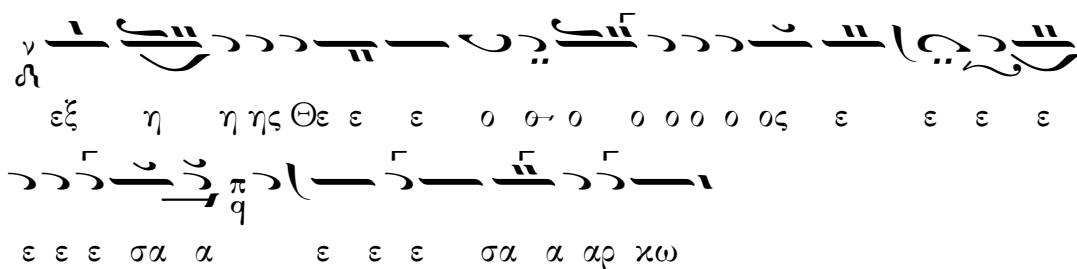 εξ η η ης Θε ε ε ο ο ο ο ο ο ο ος ε ε ε ε
ε ε ε σα α ε ε ε σα α αρ κω